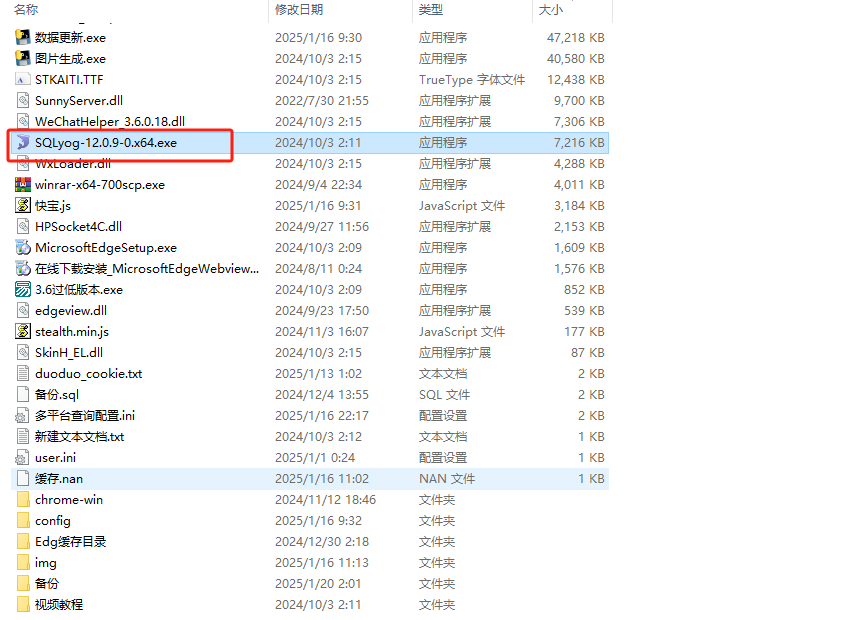 名称 修改日期 类型 大小
数据更新.exe 2025/1/16 9:30 应用程序 47,218 KB
图片生成.exe 2024/10/3 2:15 应用程序 40,580 KB
STKAITI.TTF 2024/10/3 2:15 TrueType 字体文件 12,438 KB
SunnyServer.dll 2022/7/30 21:55 应用程序扩展 9,700 KB
WeChatHelper_3.6.0.18.dll 2024/10/3 2:15 应用程序扩展 7,306 KB
SQLyog-12.0.9-0.x64.exe 2024/10/3 2:11 应用程序 7,216 KB
WxLoader.dll 2024/10/3 2:15 应用程序扩展 4,288 KB
winrar-x64-700scp.exe 2024/9/4 22:34 应用程序 4,011 KB
快宝.js 2025/1/16 9:31 JavaScript 文件 3,184 KB
HPSocket4C.dll 2024/9/27 11:56 应用程序扩展 2,153 KB
MicrosoftEdgeSetup.exe 2024/10/3 2:09 应用程序 1,609 KB
在线下载安装_MicrosoftEdgeWebview... 2024/8/11 0:24 应用程序 1,576 KB
3.6过低版本.exe 2024/10/3 2:09 应用程序 852 KB
edgeview.dll 2024/9/23 17:50 应用程序扩展 539 KB
stealth.min.js 2024/11/3 16:07 JavaScript 文件 177 KB
SkinH_EL.dll 2024/10/3 2:15 应用程序扩展 87 KB
duoduo_cookie.txt 2025/1/13 1:02 文本文档 2 KB
备份.sql 2024/12/4 13:55 SQL 文件 2 KB
多平台查询配置.ini 2025/1/16 22:17 配置设置 2 KB
新建文本文档.txt 2024/10/3 2:12 文本文档 1 KB
user.ini 2025/1/1 0:24 配置设置 1 KB
缓存.nan 2025/1/16 11:02 NAN 文件 1 KB
chrome-win 2024/11/12 18:46 文件夹
config 2025/1/16 9:32 文件夹
Edg缓存目录 2024/12/30 2:18 文件夹
img 2025/1/16 11:13 文件夹
备份 2025/1/20 2:01 文件夹
视频教程 2024/10/3 2:11 文件夹